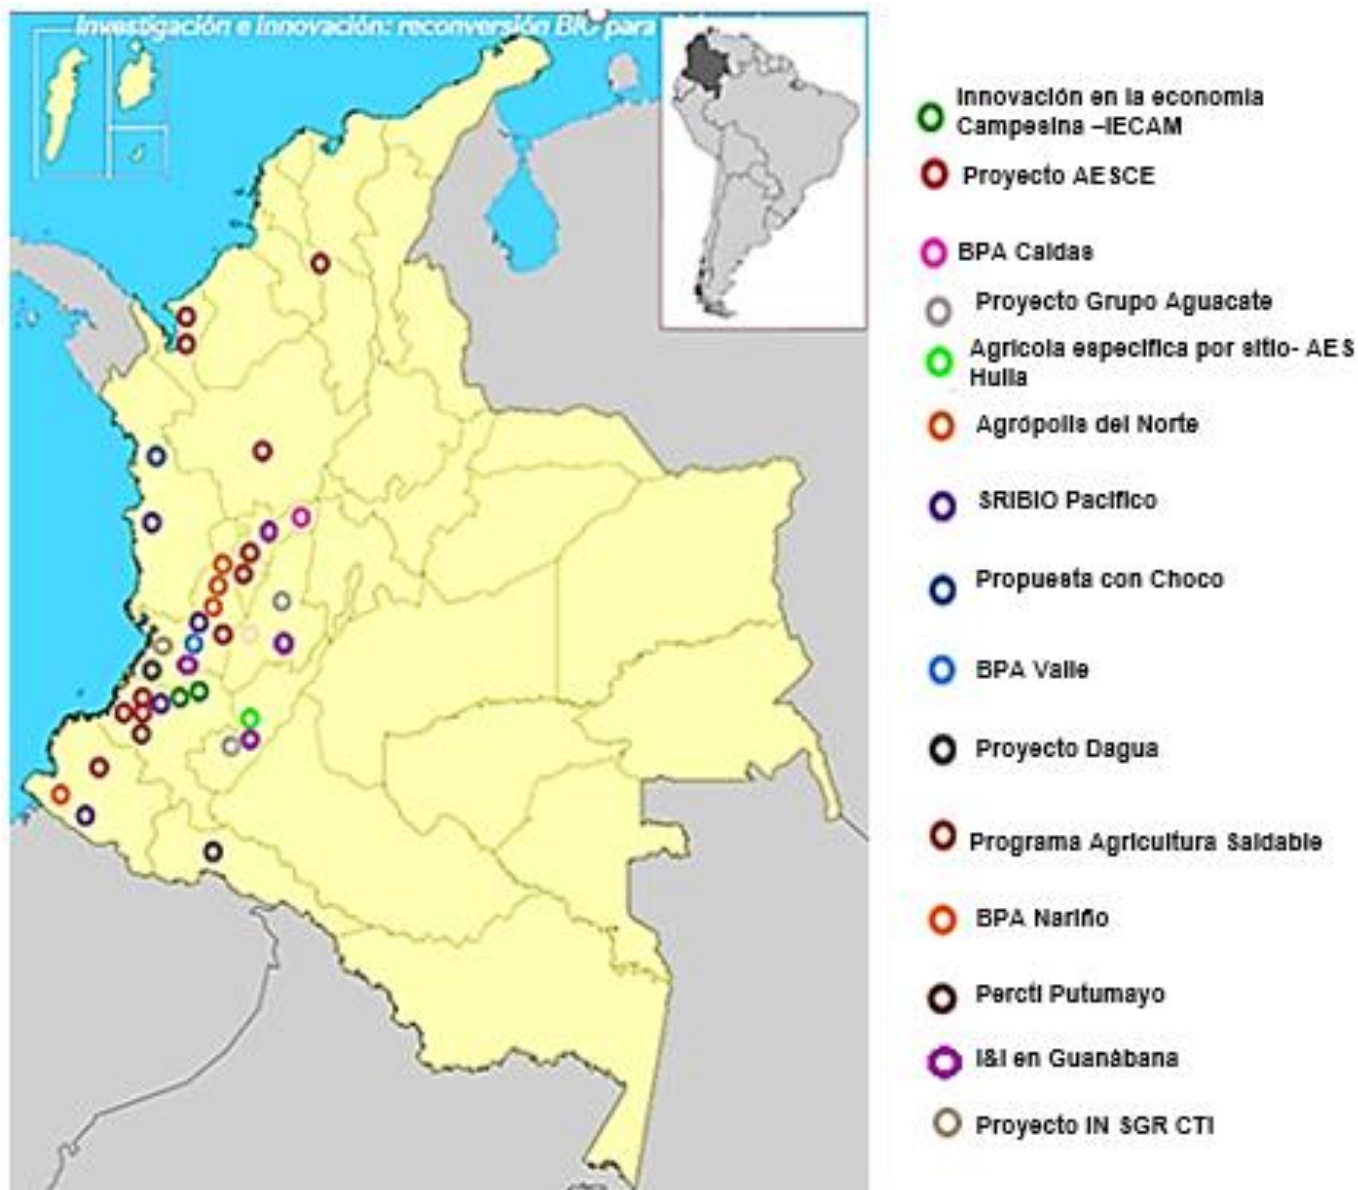 Investigación e innovación: reconversión BIO para
Innovación en la economia
Campesina –IECAM
Proyecto AESCE
BPA Caldas
Proyecto Grupo Aguacate
Agricola especifica por sitio- AES
Huila
Agrópolis del Norte
SRIBIO Pacifico
Propuesta con Choco
BPA Valle
Proyecto Dagua
Programa Agricultura Saldable
BPA Nariño
Percti Putumayo
I&I en Guanábana
Proyecto IN SGR CTI